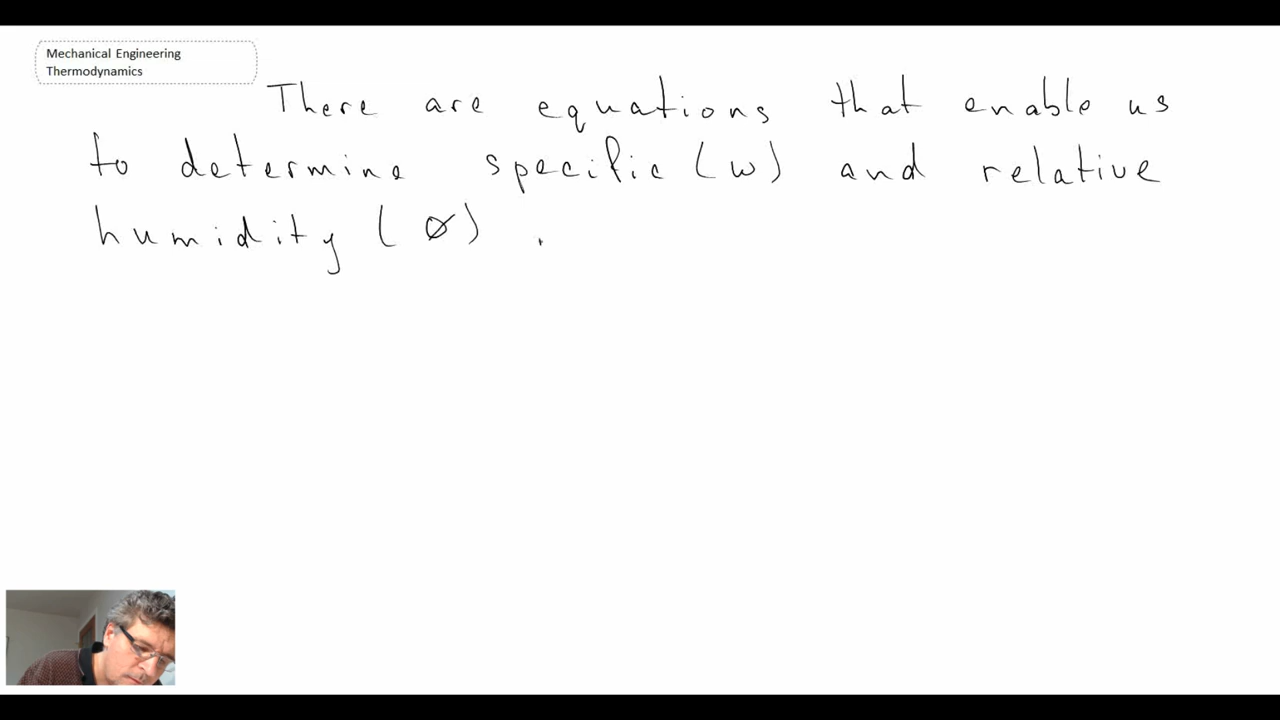 Mechanical Engineering
Thermodynamics
There are equations that enable us
to determine specific (w) and relative
humidity (Ø) .